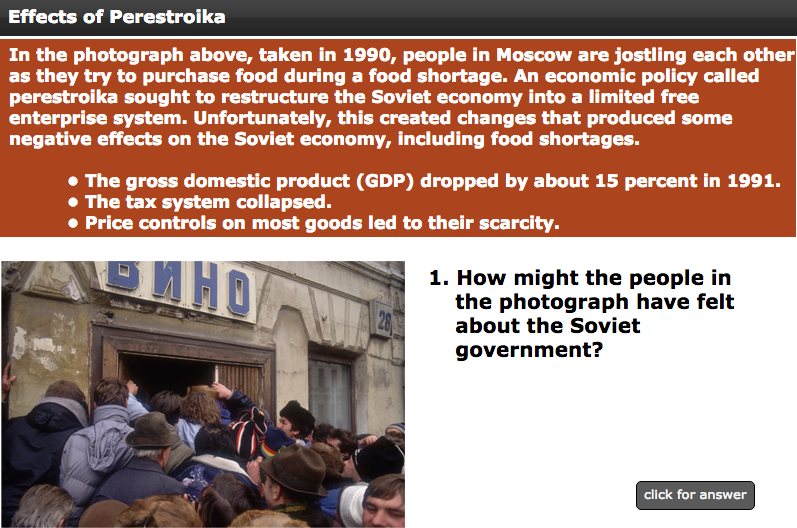 Effects of Perestroika
In the photograph above, taken in 1990, people in Moscow are jostling each other
as they try to purchase food during a food shortage. An economic policy called
perestroika sought to restructure the Soviet economy into a limited free
enterprise system. Unfortunately, this created changes that produced some
negative effects on the Soviet economy, including food shortages.
● The gross domestic product (GDP) dropped by about 15 percent in 1991.
● The tax system collapsed.
● Price controls on most goods led to their scarcity.
ВИНО
28
1. How might the people in
the photograph have felt
about the Soviet
government?
click for answer